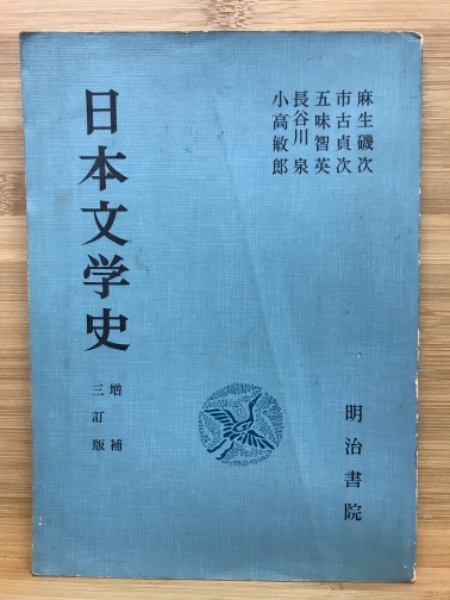 麻生磯次
市古貞次
五味智英
長谷川泉
小高敏郎
日本文学史
増補
三訂版
明治書院